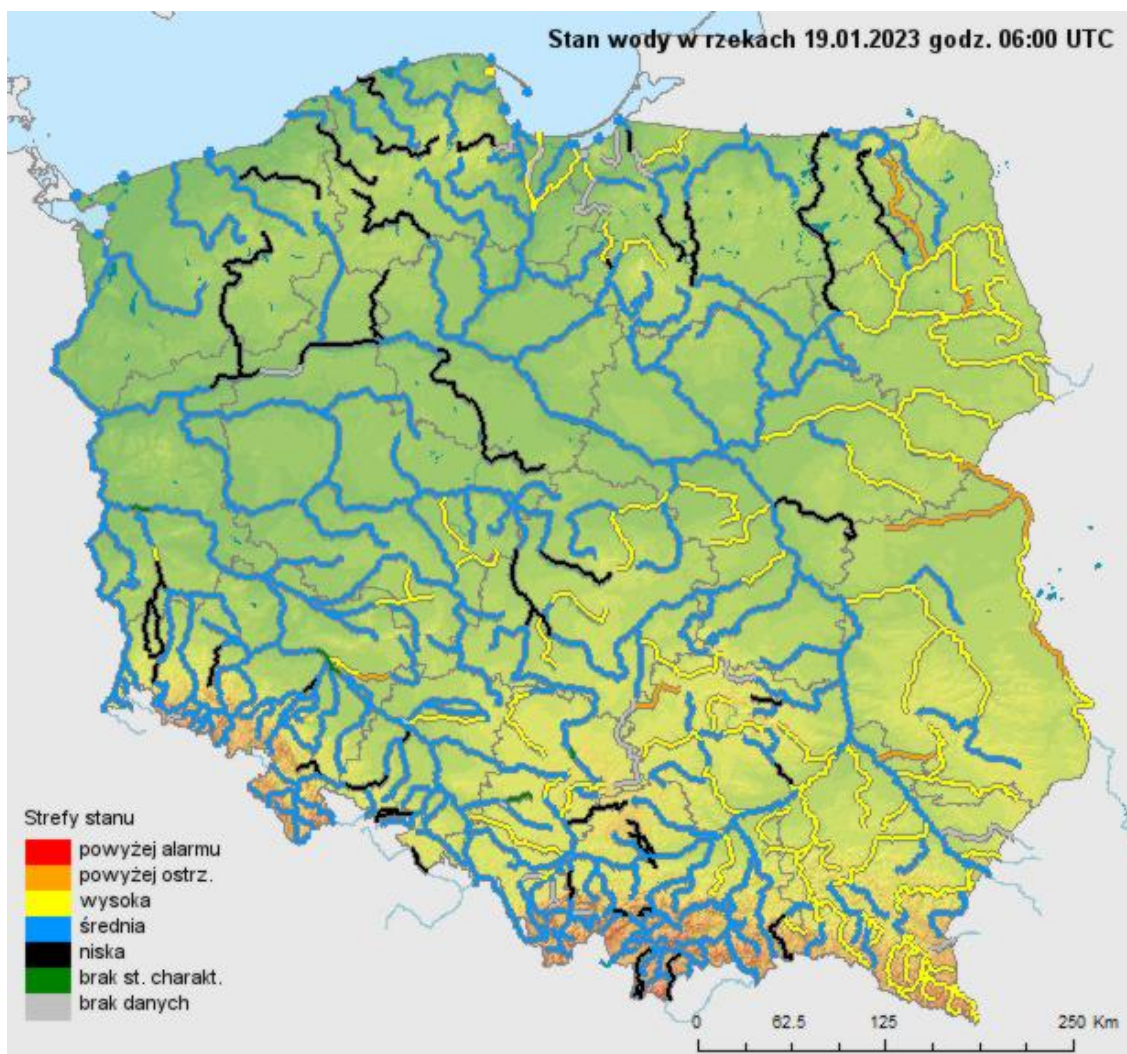 Stan wody w rzekach 19.01.2023 godz. 06:00 UTC
Strefy stanu
powyżej alarmu
powyżej ostrz.
wysoka
średnia
niska
brak st. charakt.
brak danych
0 62.5 125 250 Km